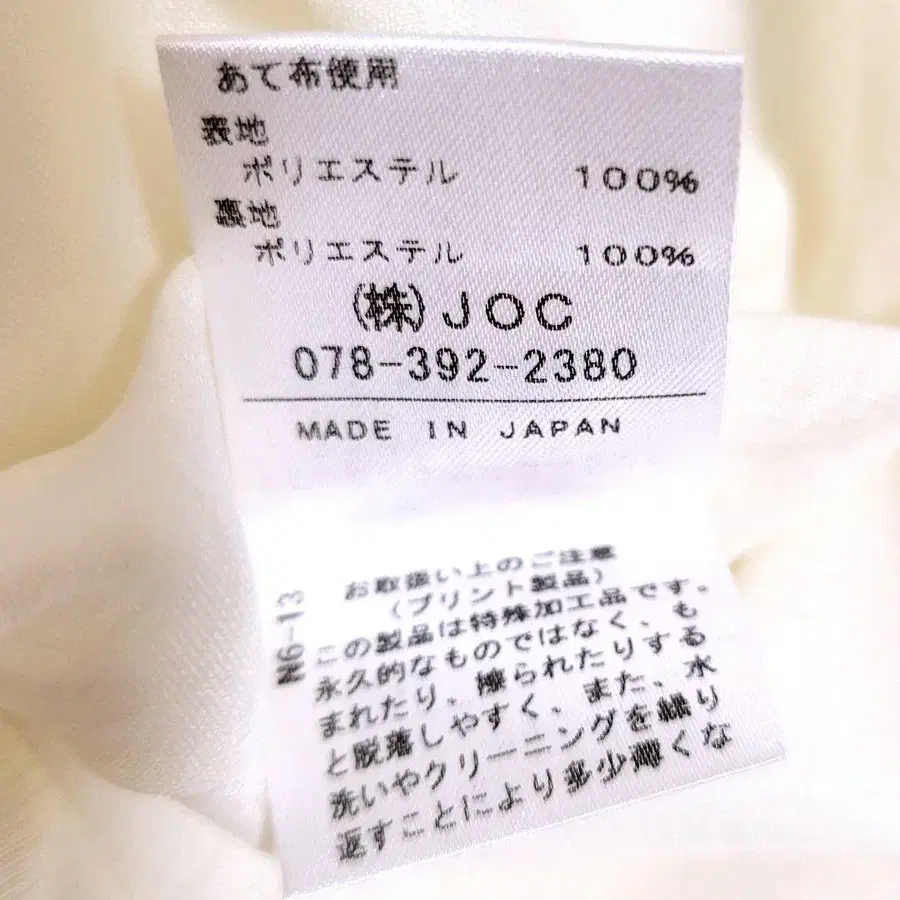 あて布使用
表地
ポリエステル 100%
裏地
ポリエステル 100%
(株)JOC
078-392-2380
MADE IN JAPAN
N6-13
お取扱い上のご注意
(プリント製品)
この製品は特殊加工品です。
永久的なものではなく、も
まれたり、擦られたりする
と脱落しやすく、また、水
洗いやクリーニングを繰り
返すことにより多少薄くな